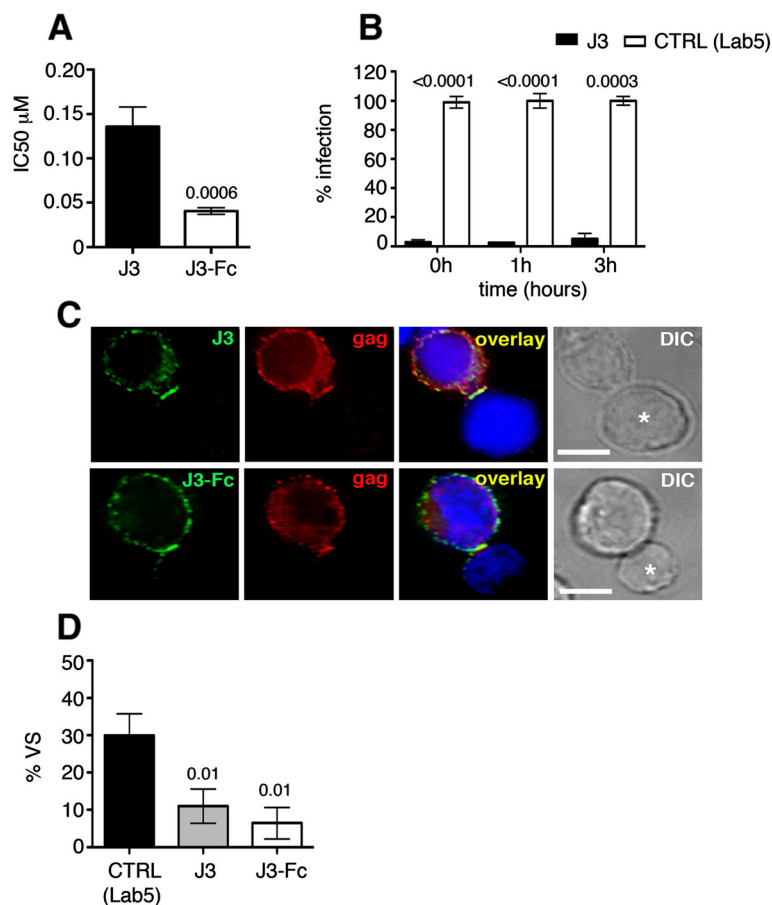 A
IC50 µM
0.20
0.15
0.10
0.05
0
0.0006
J3
J3-Fc
B
J3
CTRL (Lab5)
% infection
120
100
80
60
40
20
0
<0.0001
<0.0001
0.0003
0h
1h
3h
time (hours)
C
J3
gag
overlay
DIC
*
J3-Fc
gag
overlay
DIC
*
D
% VS
50
40
30
20
10
0
0.01
0.01
CTRL
(Lab5)
J3
J3-Fc